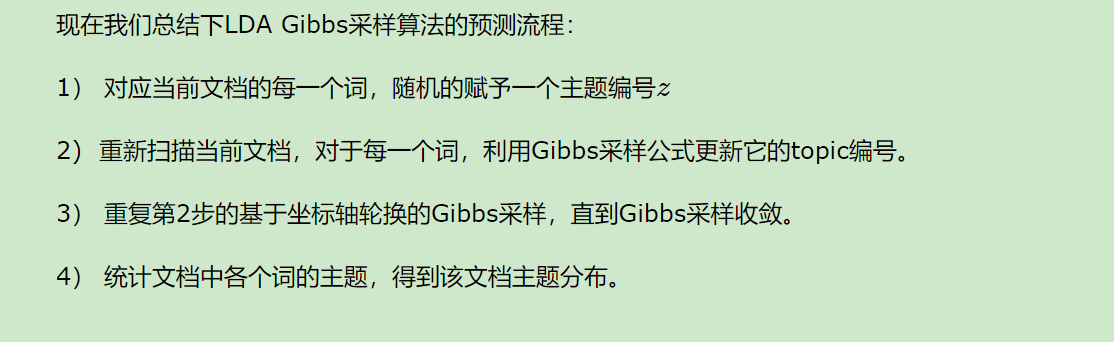 现在我们总结下LDA Gibbs采样算法的预测流程：
1） 对应当前文档的每一个词，随机的赋予一个主题编号z
2) 重新扫描当前文档，对于每一个词，利用Gibbs采样公式更新它的topic编号。
3） 重复第2步的基于坐标轴轮换的Gibbs采样，直到Gibbs采样收敛。
4） 统计文档中各个词的主题，得到该文档主题分布。